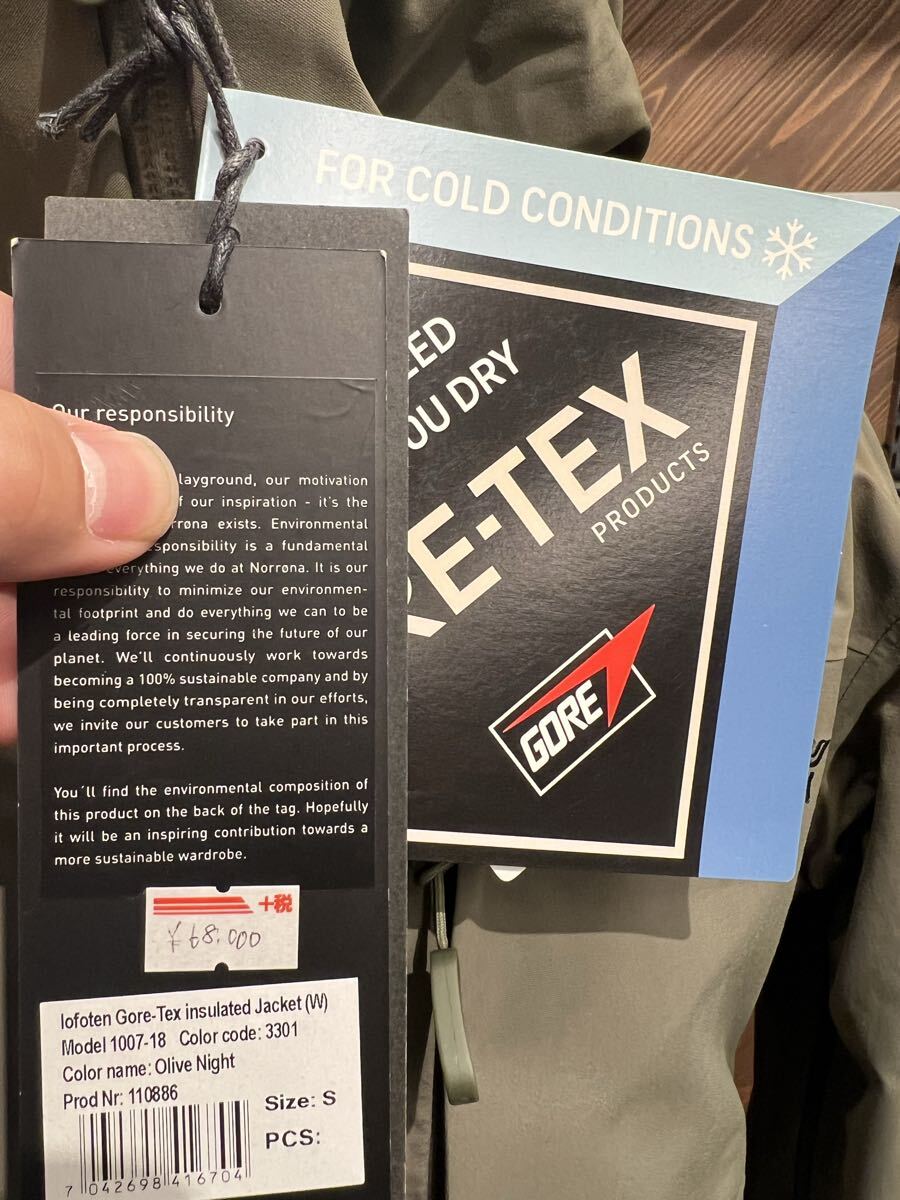 FOR COLD CONDITIONS
OU DRY
E-TEX
PRODUCTS
GORE
Our responsibility
layground, our motivation
f our inspiration - it's the
rrøna exists. Environmental
sponsibility is a fundamental
everything we do at Norrøna. It is our
responsibility to minimize our environmen-
tal footprint and do everything we can to be
a leading force in securing the future of our
planet. We'll continuously work towards
becoming a 100% sustainable company and by
being completely transparent in our efforts,
we invite our customers to take part in this
important process.
You´ll find the environmental composition of
this product on the back of the tag. Hopefully
it will be an inspiring contribution towards a
more sustainable wardrobe.
+税
¥68.000
lofoten Gore-Tex insulated Jacket (W)
Model 1007-18 Color code: 3301
Color name: Olive Night
Prod Nr: 110886
Size: S
PCS:
7 042698 416704